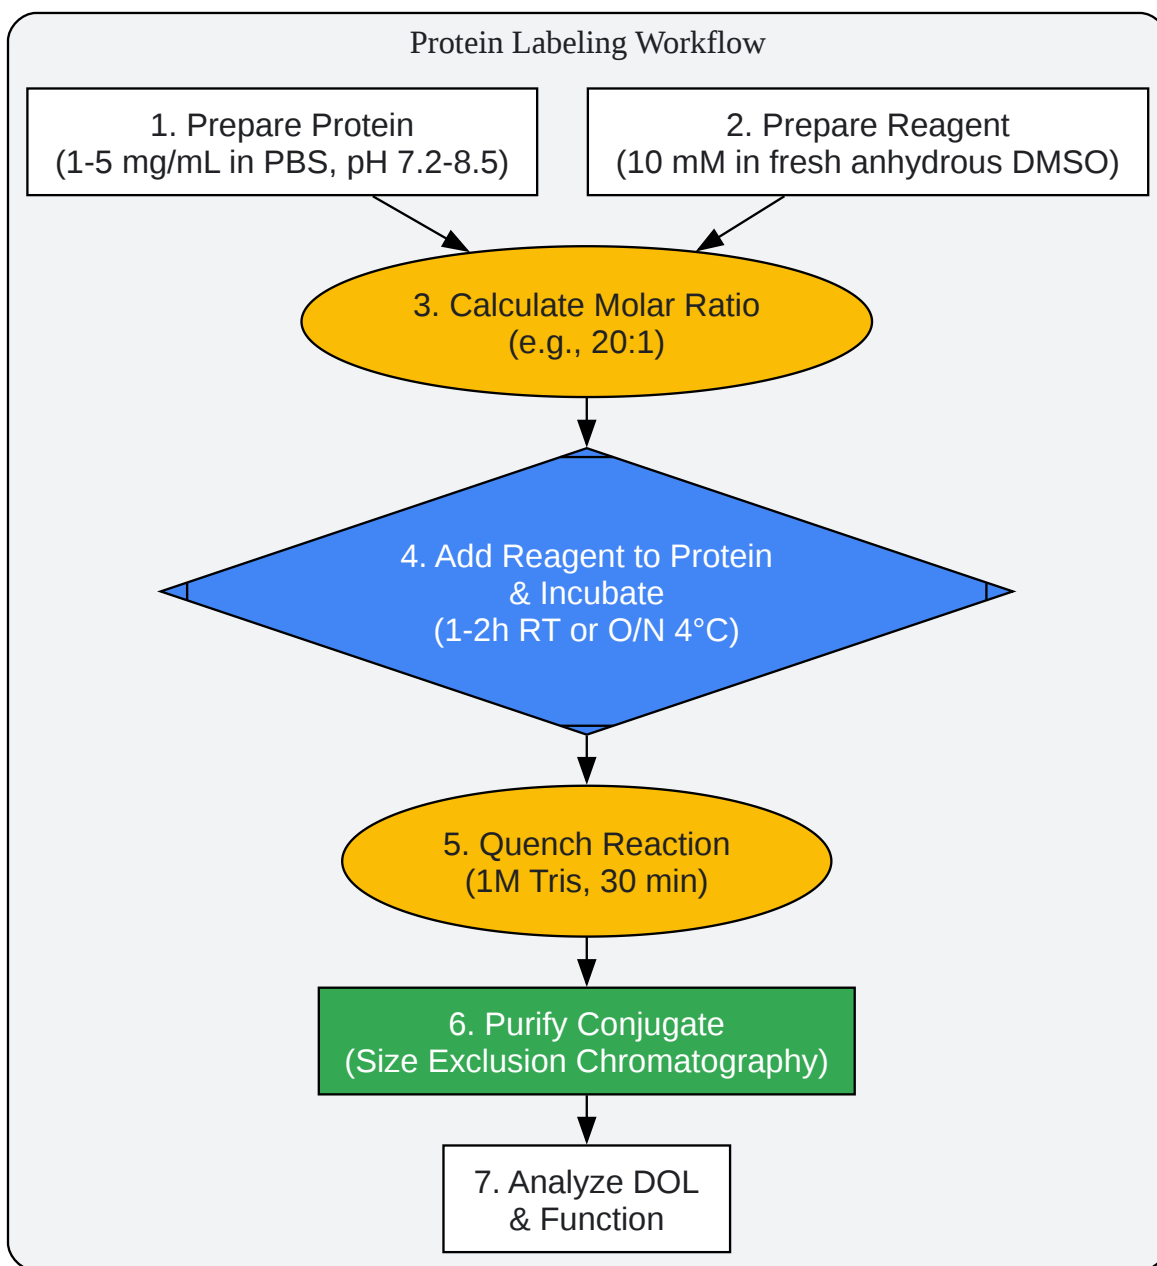 Protein Labeling Workflow
1. Prepare Protein
(1-5 mg/mL in PBS, pH 7.2-8.5)
2. Prepare Reagent
(10 mM in fresh anhydrous DMSO)
3. Calculate Molar Ratio
(e.g., 20:1)
4. Add Reagent to Protein
& Incubate
(1-2h RT or O/N 4°C)
5. Quench Reaction
(1M Tris, 30 min)
6. Purify Conjugate
(Size Exclusion Chromatography)
7. Analyze DOL
& Function